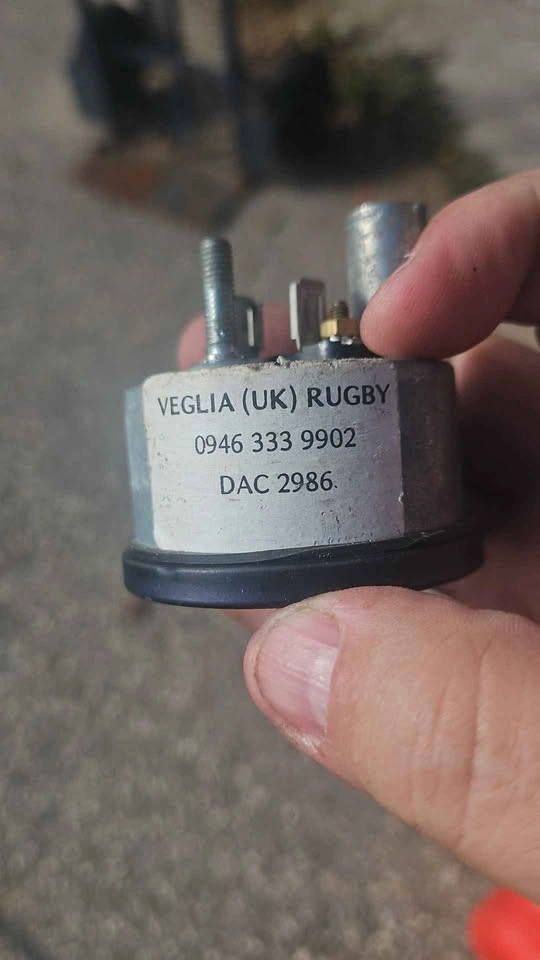 VEGLIA (UK) RUGBY
0946 333 9902
DAC 2986.